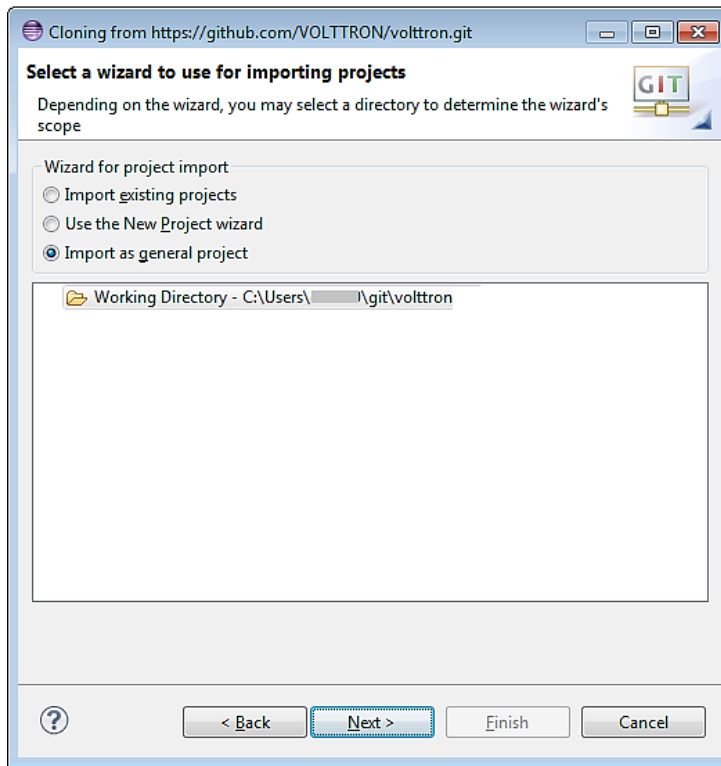 Cloning from https://github.com/VOLTTRON/volttron.git
Select a wizard to use for importing projects
Depending on the wizard, you may select a directory to determine the wizard's
scope
GIT
Wizard for project import
Import existing projects
Use the New Project wizard
Import as general project
Working Directory - C:\Users\ \git\volttron
?
< Back
Next >
Finish
Cancel